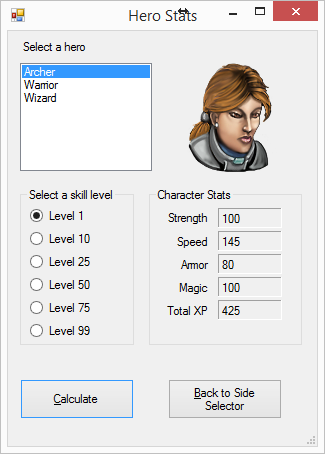 Hero Stats
Select a hero
Archer
Warrior
Wizard
Select a skill level
Level 1
Level 10
Level 25
Level 50
Level 75
Level 99
Character Stats
Strength 100
Speed 145
Armor 80
Magic 100
Total XP 425
Calculate
Back to Side
Selector